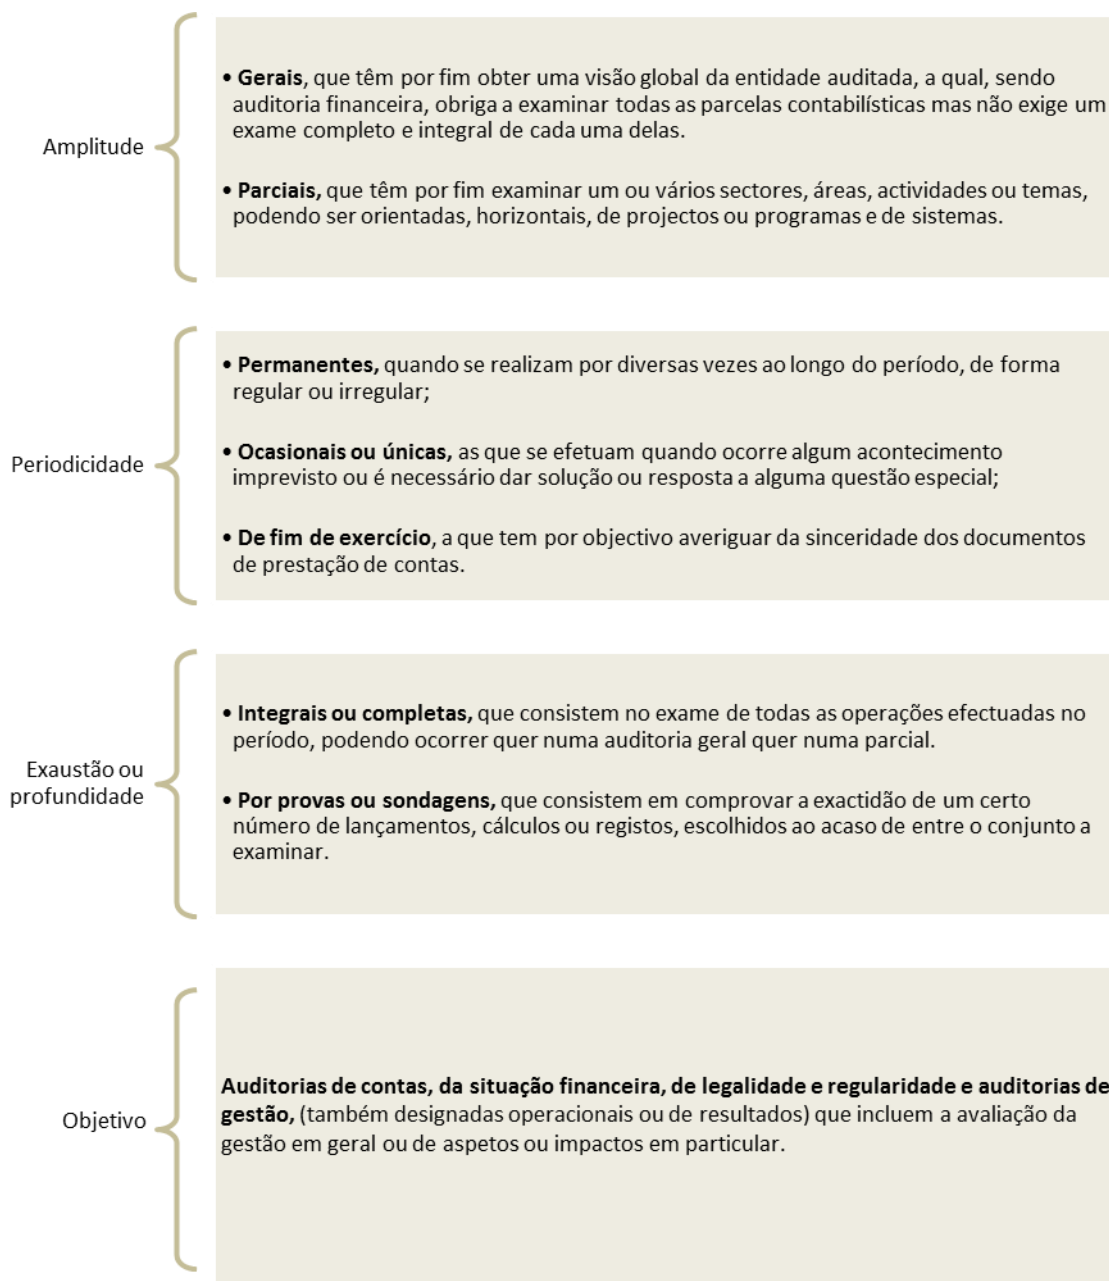 Amplitude
• Gerais, que têm por fim obter uma visão global da entidade auditada, a qual, sendo
auditoria financeira, obriga a examinar todas as parcelas contabilísticas mas não exige um
exame completo e integral de cada uma delas.
• Parciais, que têm por fim examinar um ou vários sectores, áreas, actividades ou temas,
podendo ser orientadas, horizontais, de projectos ou programas e de sistemas.
Periodicidade
• Permanentes, quando se realizam por diversas vezes ao longo do período, de forma
regular ou irregular;
• Ocasionais ou únicas, as que se efetuam quando ocorre algum acontecimento
imprevisto ou é necessário dar solução ou resposta a alguma questão especial;
• De fim de exercício, a que tem por objectivo averiguar da sinceridade dos documentos
de prestação de contas.
Exaustão ou
profundidade
• Integrais ou completas, que consistem no exame de todas as operações efectuadas no
período, podendo ocorrer quer numa auditoria geral quer numa parcial.
• Por provas ou sondagens, que consistem em comprovar a exactidão de um certo
número de lançamentos, cálculos ou registos, escolhidos ao acaso de entre o conjunto a
examinar.
Objetivo
Auditorias de contas, da situação financeira, de legalidade e regularidade e auditorias de
gestão, (também designadas operacionais ou de resultados) que incluem a avaliação da
gestão em geral ou de aspetos ou impactos em particular.